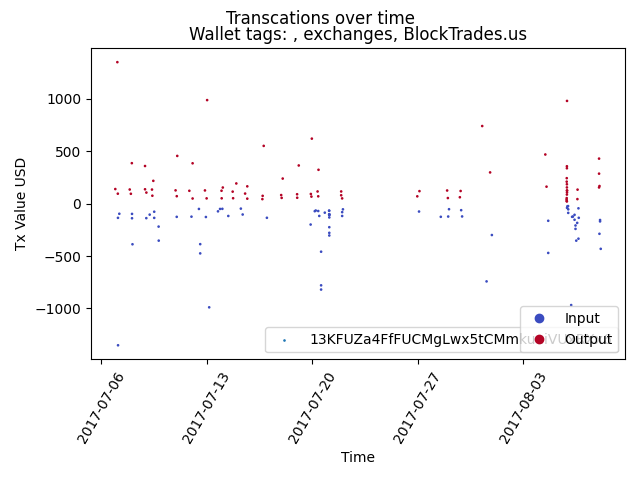 Transcations over time
Wallet tags: , exchanges, BlockTrades.us
Tx Value USD
1000
500
0
−500
−1000
Input
Output
2017-07-06
2017-07-13
2017-07-20
2017-07-27
2017-08-03
Time